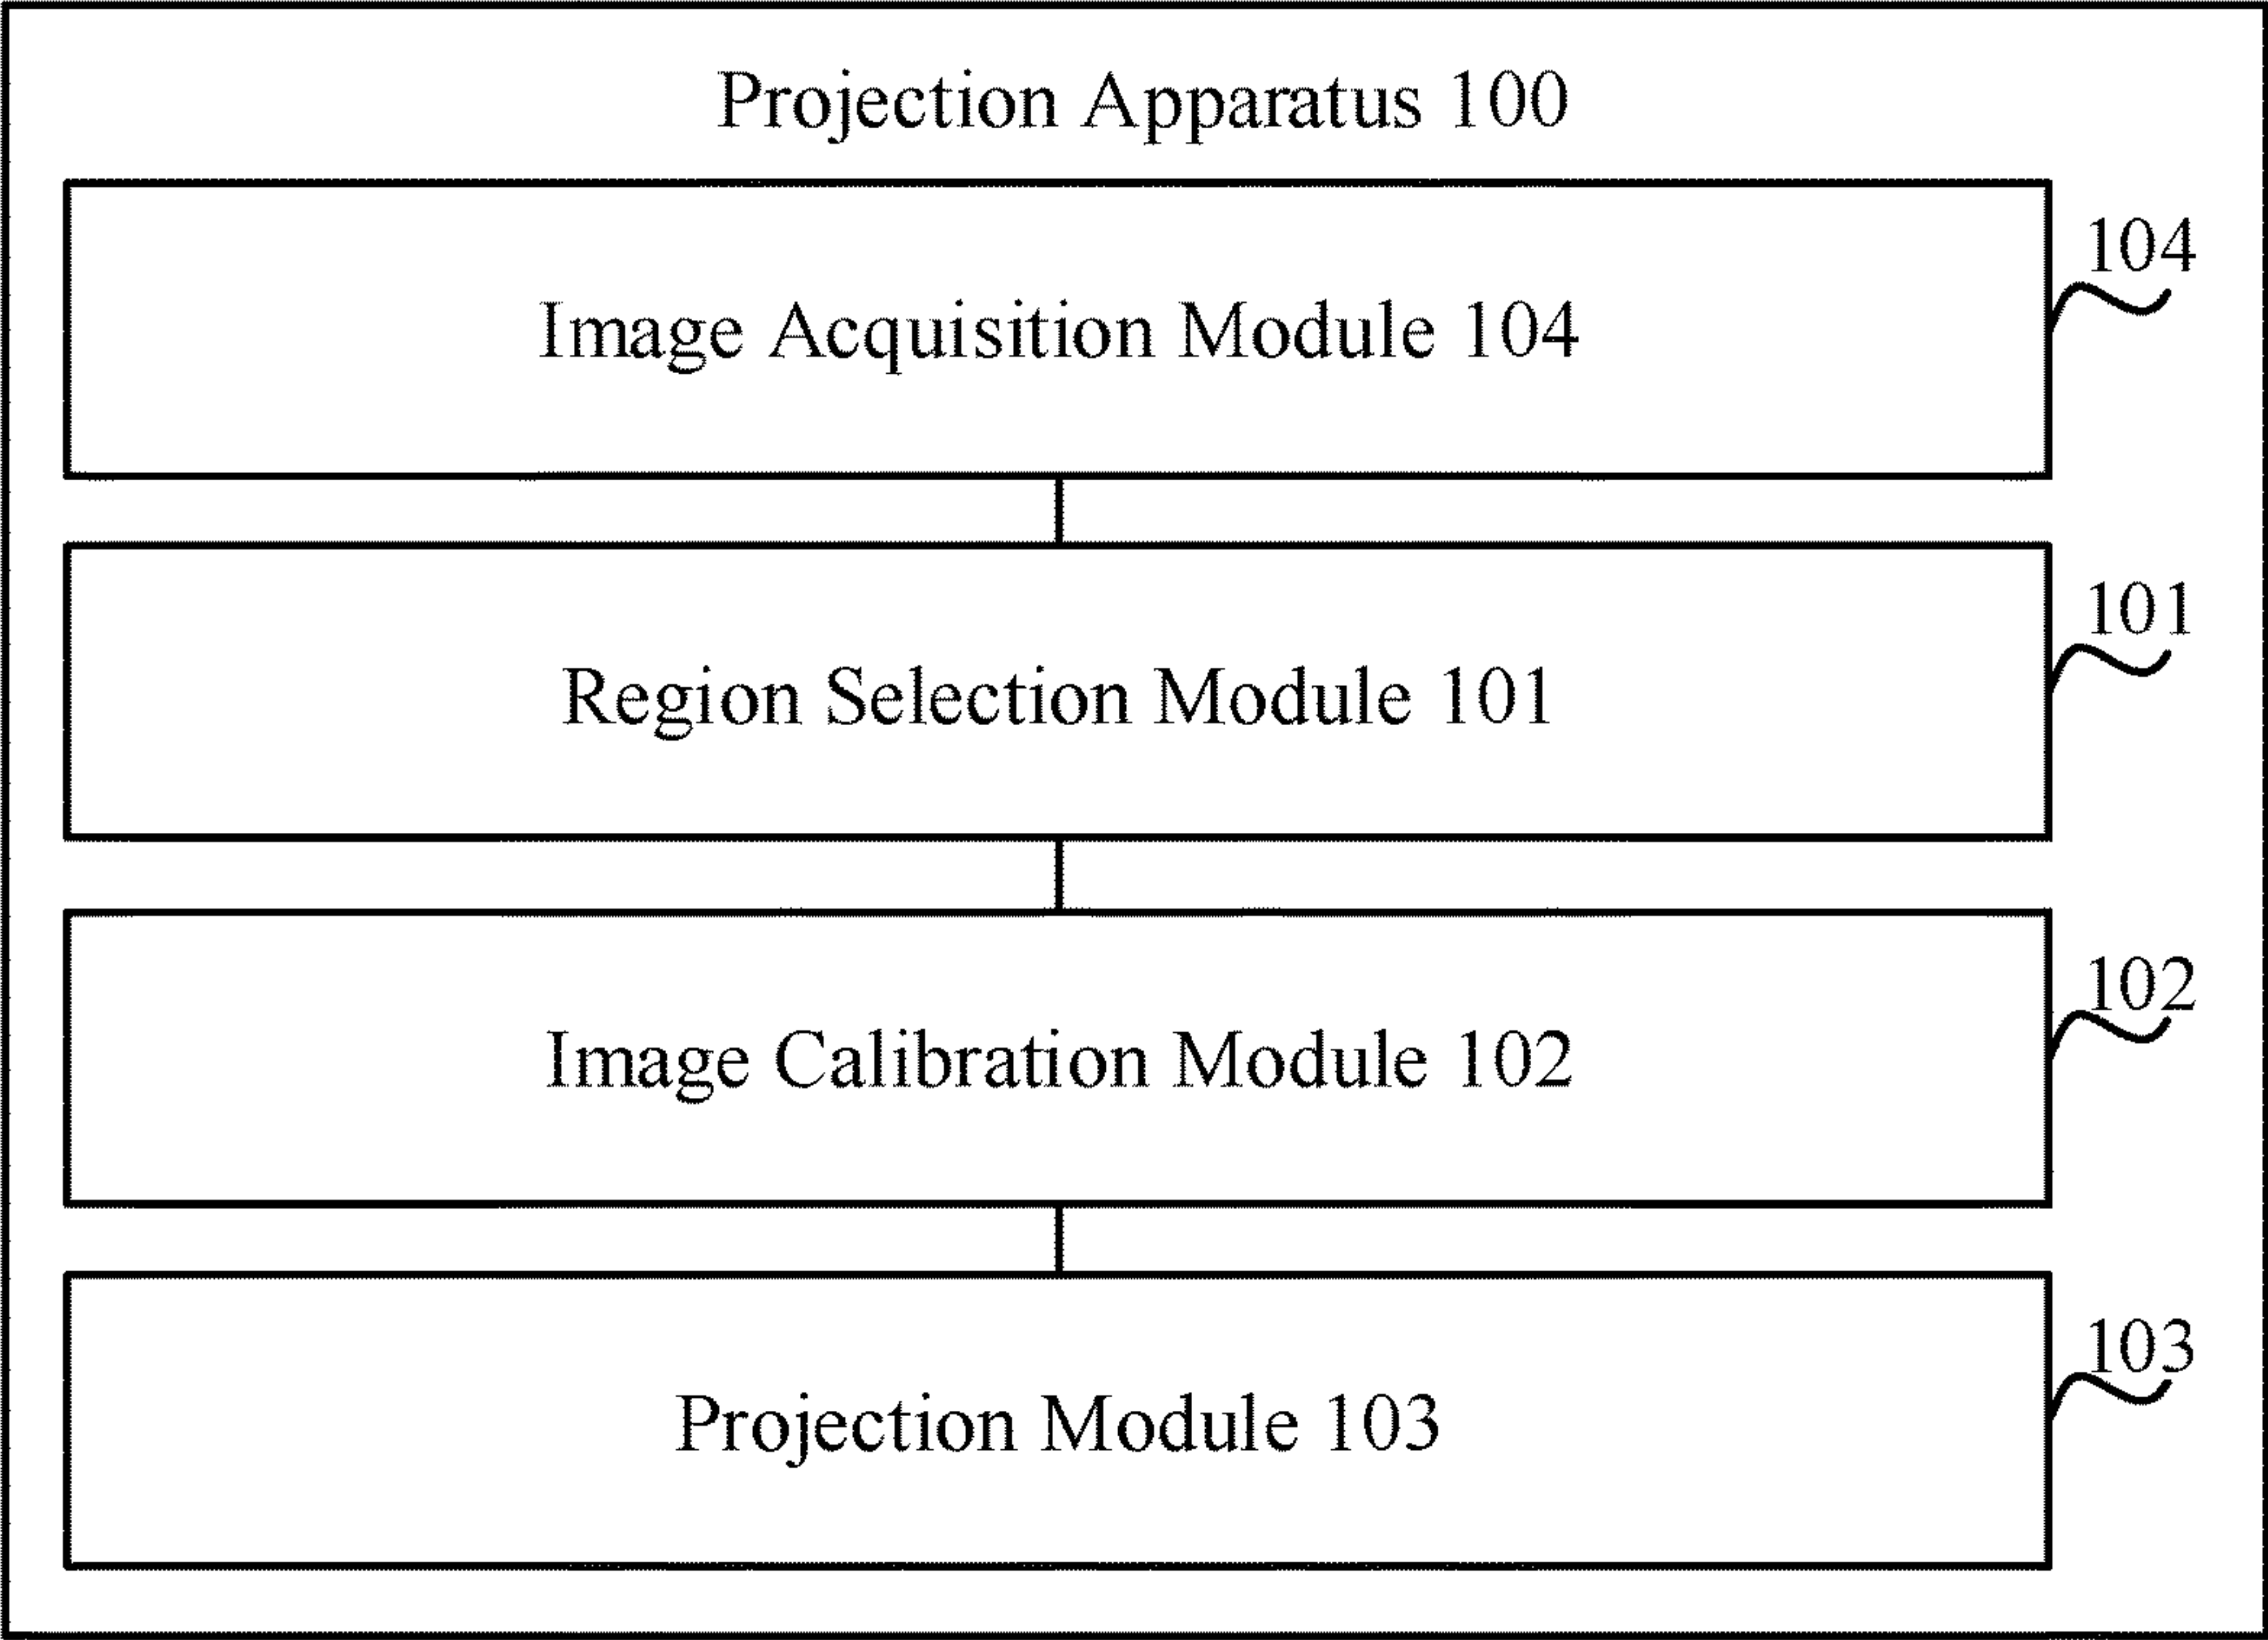 Projection Apparatus 100
104
Image Acquisition Module 104
101
Region Selection Module 101
102
Image Calibration Module 102
103
Projection Module 103